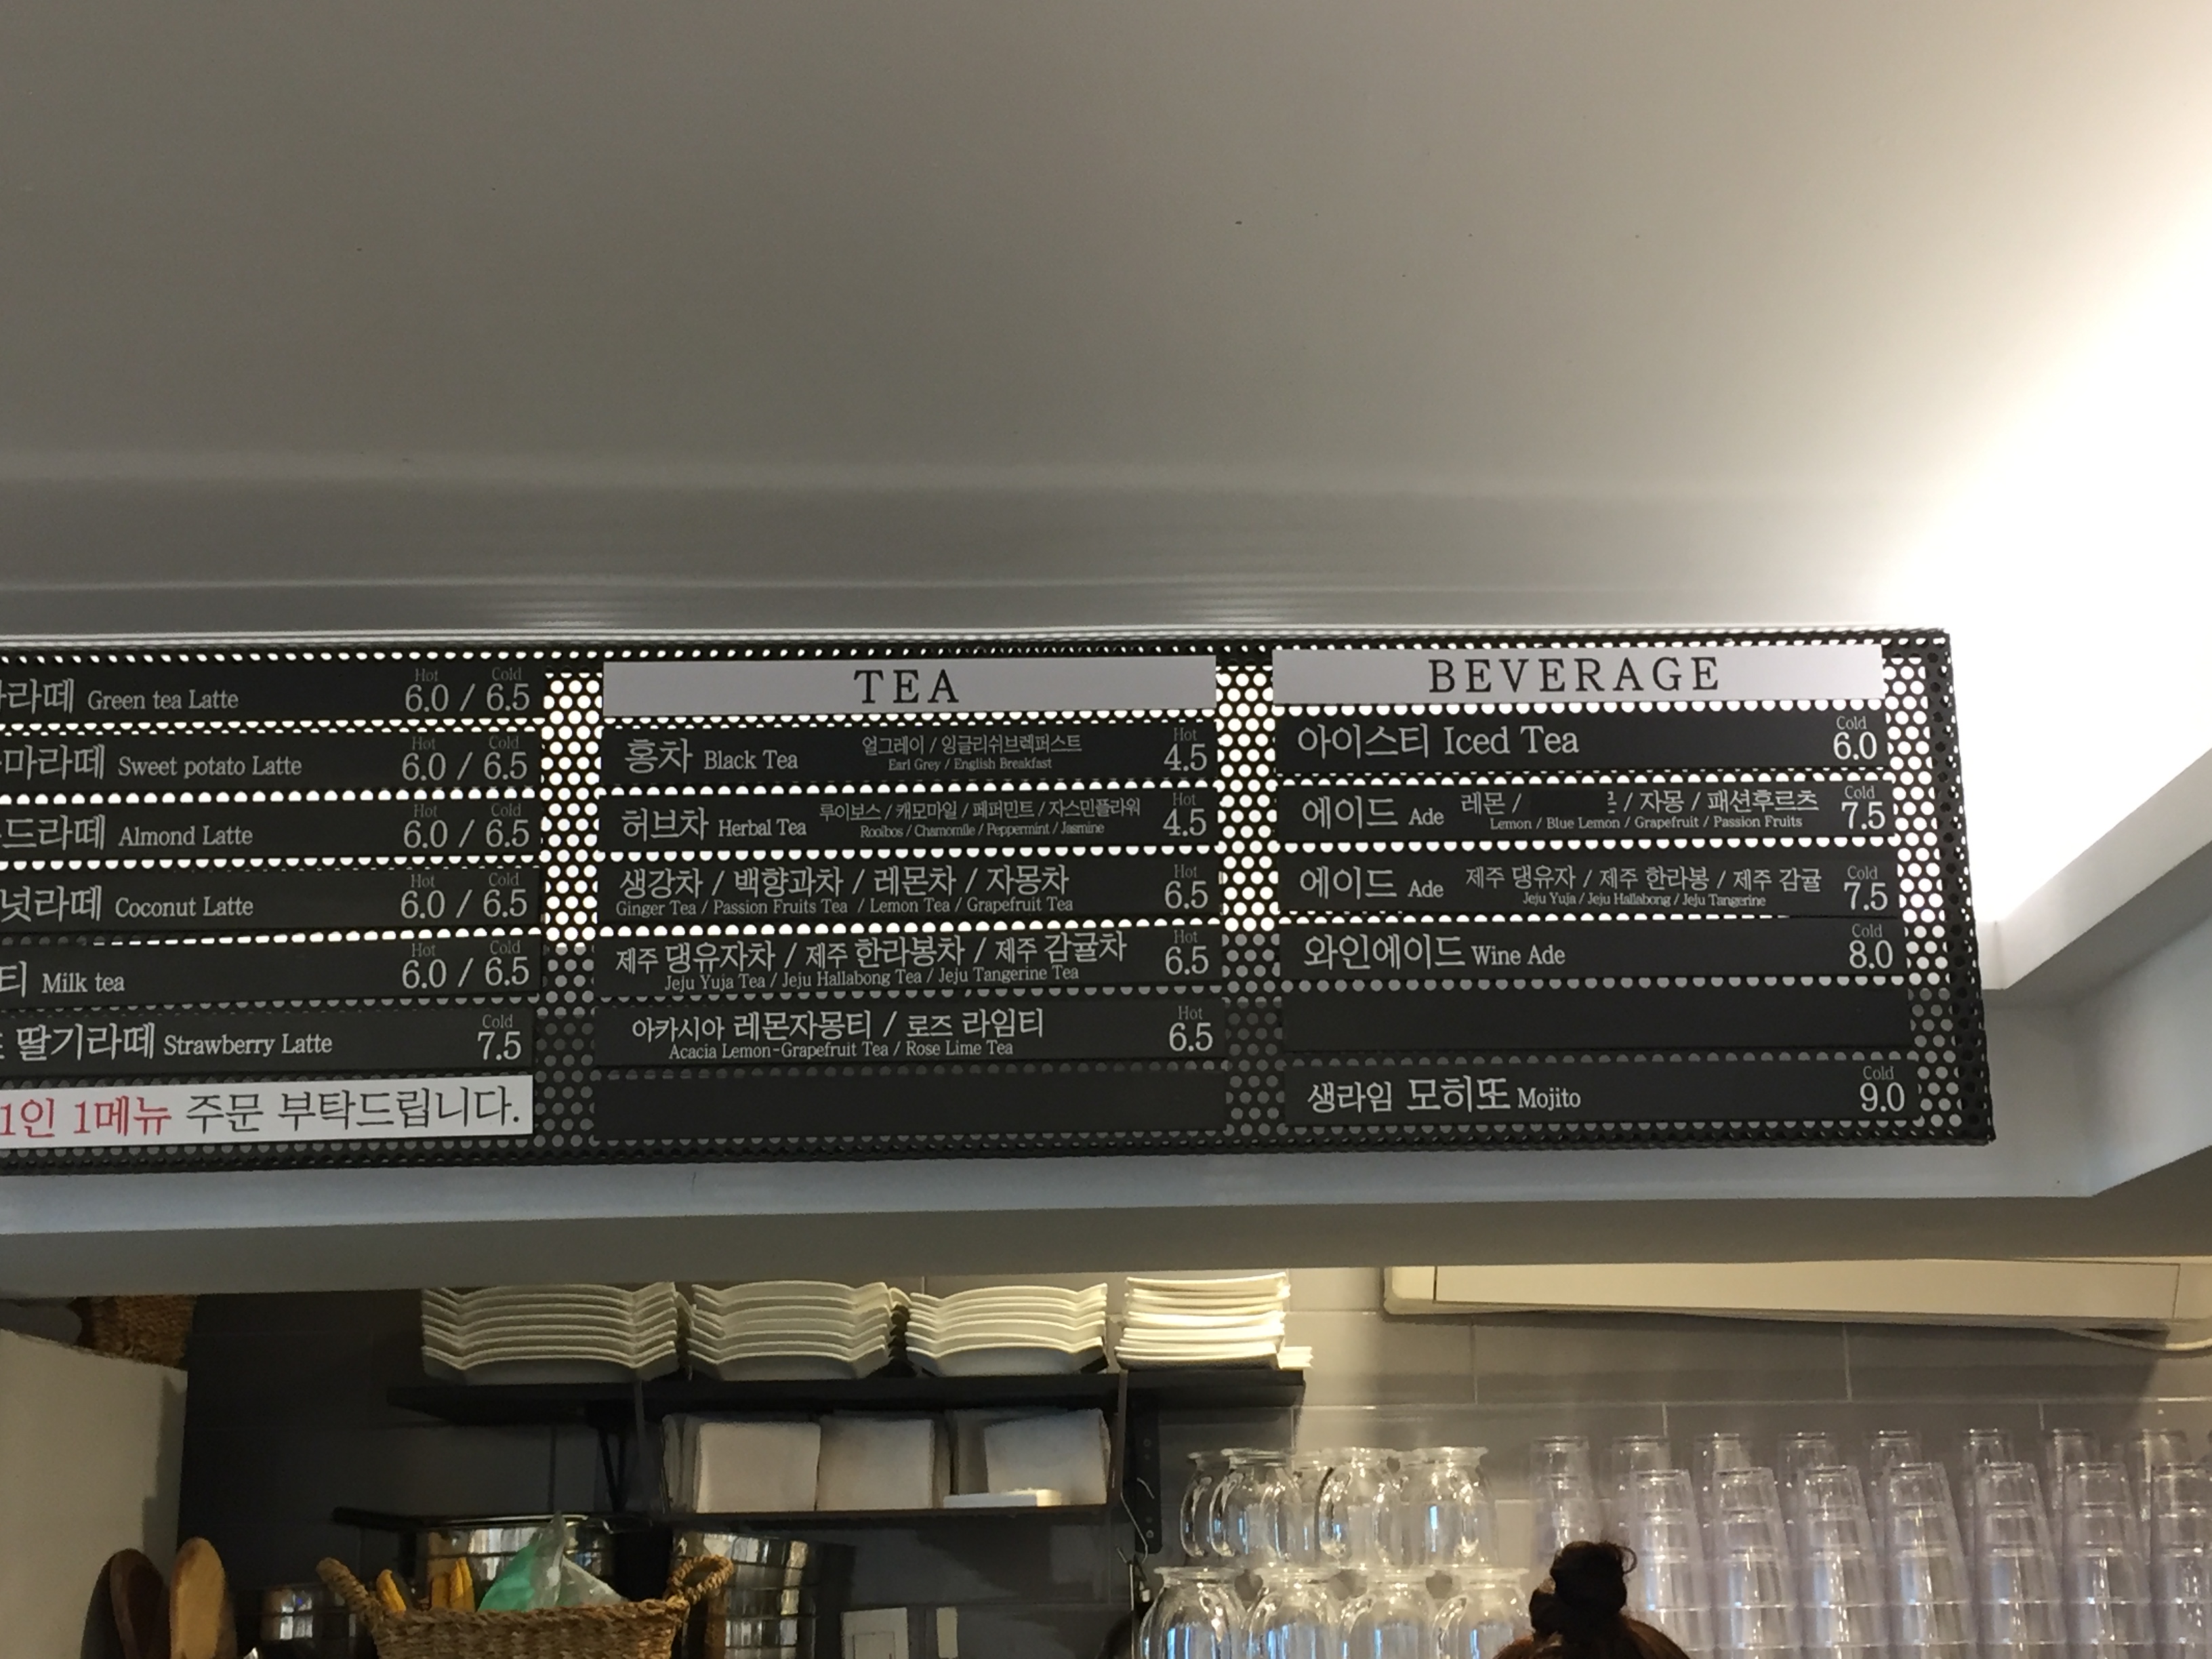 라떼 Green tea Latte Hot 6.0 / Cold 6.5
마라떼 Sweet potato Latte Hot 6.0 / Cold 6.5
드라떼 Almond Latte Hot 6.0 / Cold 6.5
넛라떼 Coconut Latte Hot 6.0 / Cold 6.5
티 Milk tea Hot 6.0 / Cold 6.5
딸기라떼 Strawberry Latte Cold 7.5
1인 1메뉴 주문 부탁드립니다.
TEA
홍차 Black Tea 얼그레이 / 잉글리쉬브렉퍼스트 Hot 4.5
Earl Grey / English Breakfast
허브차 Herbal Tea 루이보스 / 캐모마일 / 페퍼민트 / 자스민플라워 Hot 4.5
Rooibos / Chamomile / Peppermint / Jasmine
생강차 / 백향과차 / 레몬차 / 자몽차 Hot 6.5
Ginger Tea / Passion Fruits Tea / Lemon Tea / Grapefruit Tea
제주 댕유자차 / 제주 한라봉차 / 제주 감귤차 Hot 6.5
Jeju Yuja Tea / Jeju Hallabong Tea / Jeju Tangerine Tea
아카시아 레몬자몽티 / 로즈 라임티 Hot 6.5
Acacia Lemon-Grapefruit Tea / Rose Lime Tea
BEVERAGE
아이스티 Iced Tea Cold 6.0
에이드 Ade 레몬 / / 자몽 / 패션후르츠 Cold 7.5
Lemon / Blue Lemon / Grapefruit / Passion Fruits
에이드 Ade 제주 댕유자 / 제주 한라봉 / 제주 감귤 Cold 7.5
Jeju Yuja / Jeju Hallabong / Jeju Tangerine
와인에이드 Wine Ade Cold 8.0
생라임 모히또 Mojito Cold 9.0